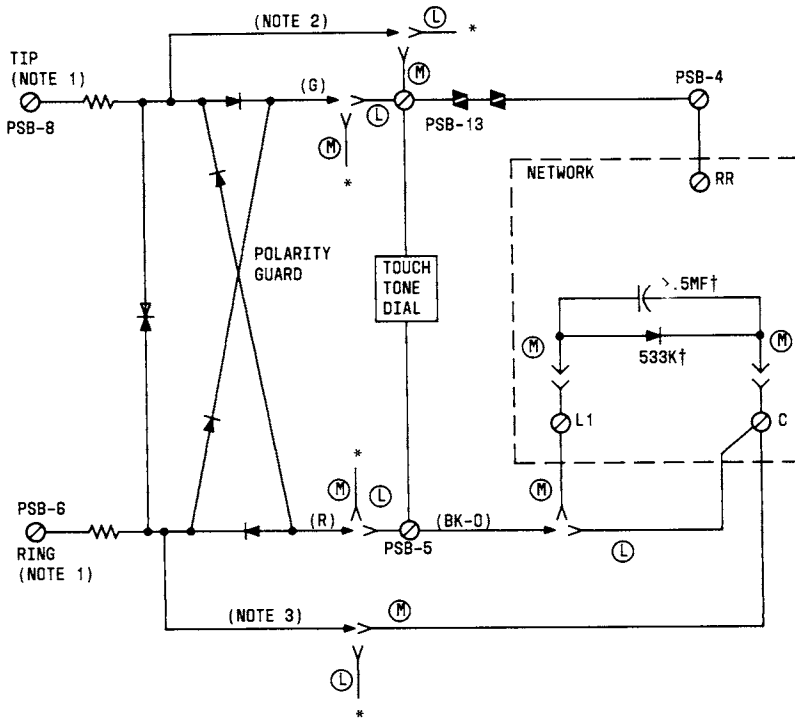 (NOTE 2)
L
*
TIP
(NOTE 1)
M
PSB-4
(G)
PSB-8
L
PSB-13
M
*
NETWORK
RR
POLARITY
GUARD
TOUCH
TONE
DIAL
.5MF†
M
M
533K†
L1
C
*
PSB-6
M
L
M
(R)
(BK-O)
PSB-5
L
RING
(NOTE 1)
(NOTE 3)
M
L
*